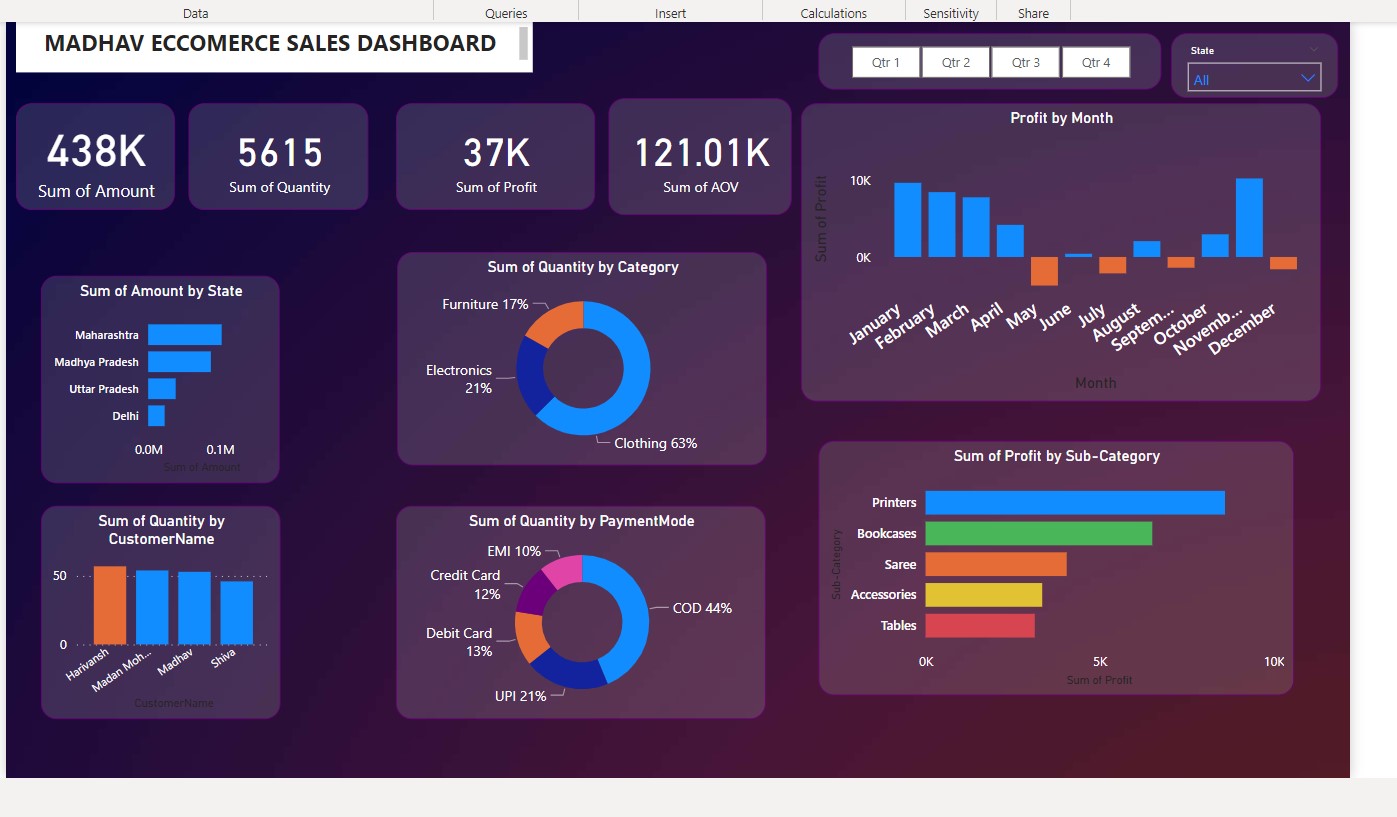 Data
Queries
Insert
Calculations
Sensitivity
Share
MADHAV ECCOMERCE SALES DASHBOARD
Qtr 1
Qtr 2
Qtr 3
Qtr 4
State
All
438K
Sum of Amount
5615
Sum of Quantity
37K
Sum of Profit
121.01K
Sum of AOV
Profit by Month
Sum of Profit
10K
0K
January
February
March
April
May
June
July
August
Septem...
October
Novemb...
December
Month
Sum of Amount by State
Maharashtra
Madhya Pradesh
Uttar Pradesh
Delhi
0.0M
0.1M
Sum of Amount
Sum of Quantity by Category
Furniture 17%
Electronics
21%
Clothing 63%
Sum of Profit by Sub-Category
Sub-Category
Printers
Bookcases
Saree
Accessories
Tables
0K
5K
10K
Sum of Profit
Sum of Quantity by
CustomerName
50
0
Harivansh
Madan Moh...
Madhav
Shiva
CustomerName
Sum of Quantity by PaymentMode
EMI 10%
Credit Card
12%
Debit Card
13%
UPI 21%
COD 44%